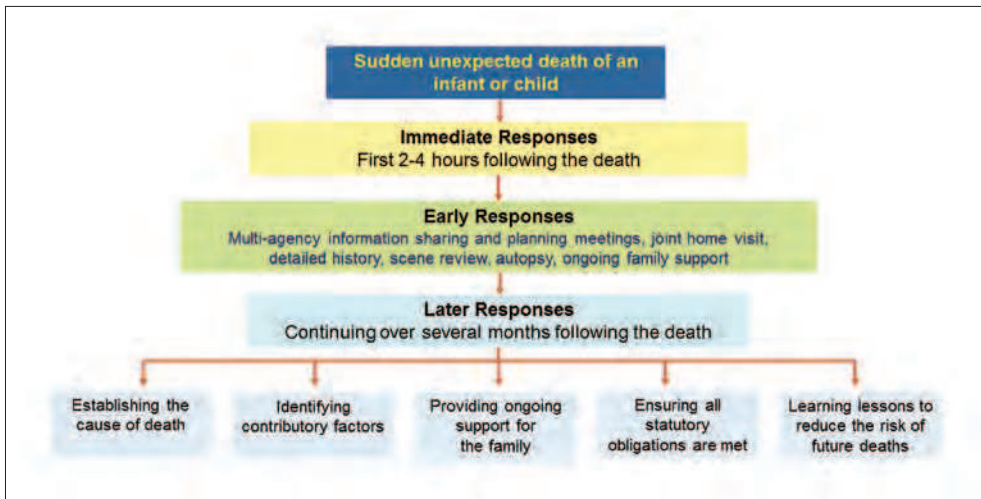 Sudden unexpected death of an
infant or child
Immediate Responses
First 2-4 hours following the death
Early Responses
Multi-agency information sharing and planning meetings, joint home visit,
detailed history, scene review, autopsy, ongoing family support
Later Responses
Continuing over several months following the death
Establishing the
cause of death
Identifying
contributory factors
Providing ongoing
support for
the family
Ensuring all
statutory
obligations are met
Learning lessons to
reduce the risk of
future deaths